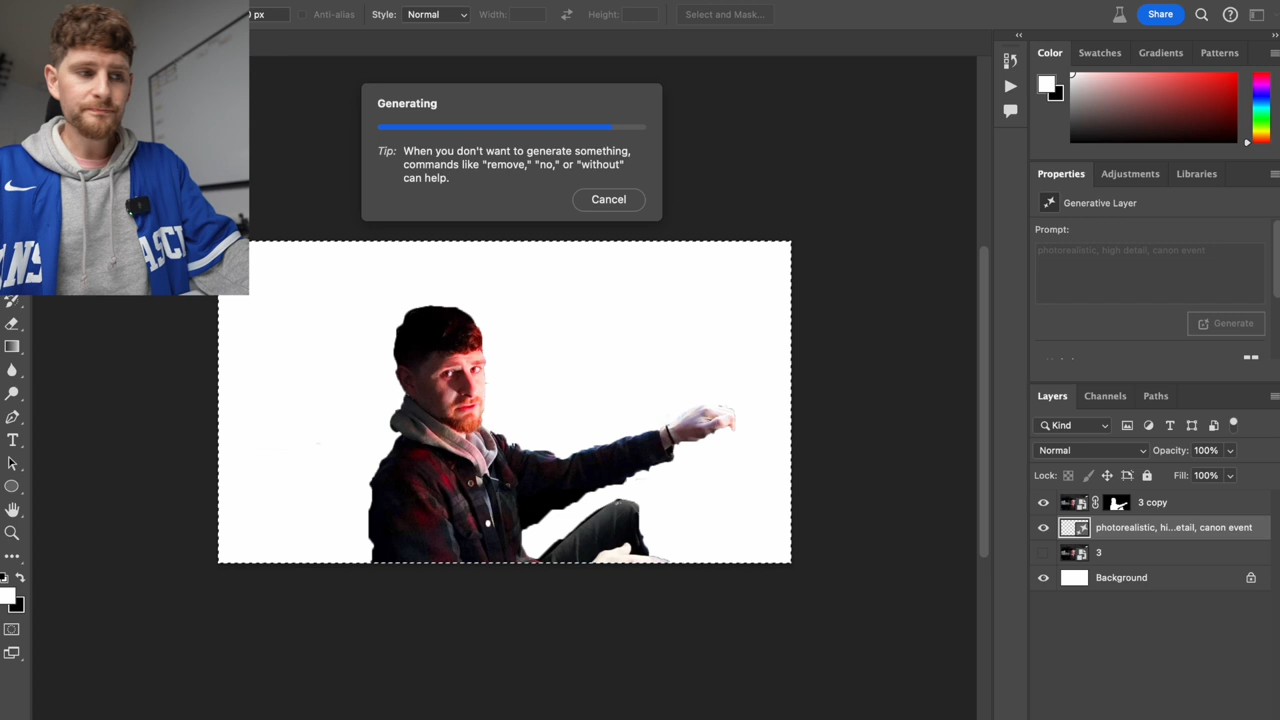 0 px Anti-alias Style: Normal Width: Height: Select and Mask... Share
Color Swatches Gradients Patterns
Generating
Tip: When you don't want to generate something,
commands like "remove," "no," or "without"
can help.
Cancel
Properties Adjustments Libraries
Generative Layer
Prompt:
photorealistic, high detail, canon event
Generate
Layers Channels Paths
Kind
Normal Opacity: 100%
Lock: Fill: 100%
3 copy
photorealistic, hi...etail, canon event
3
Background